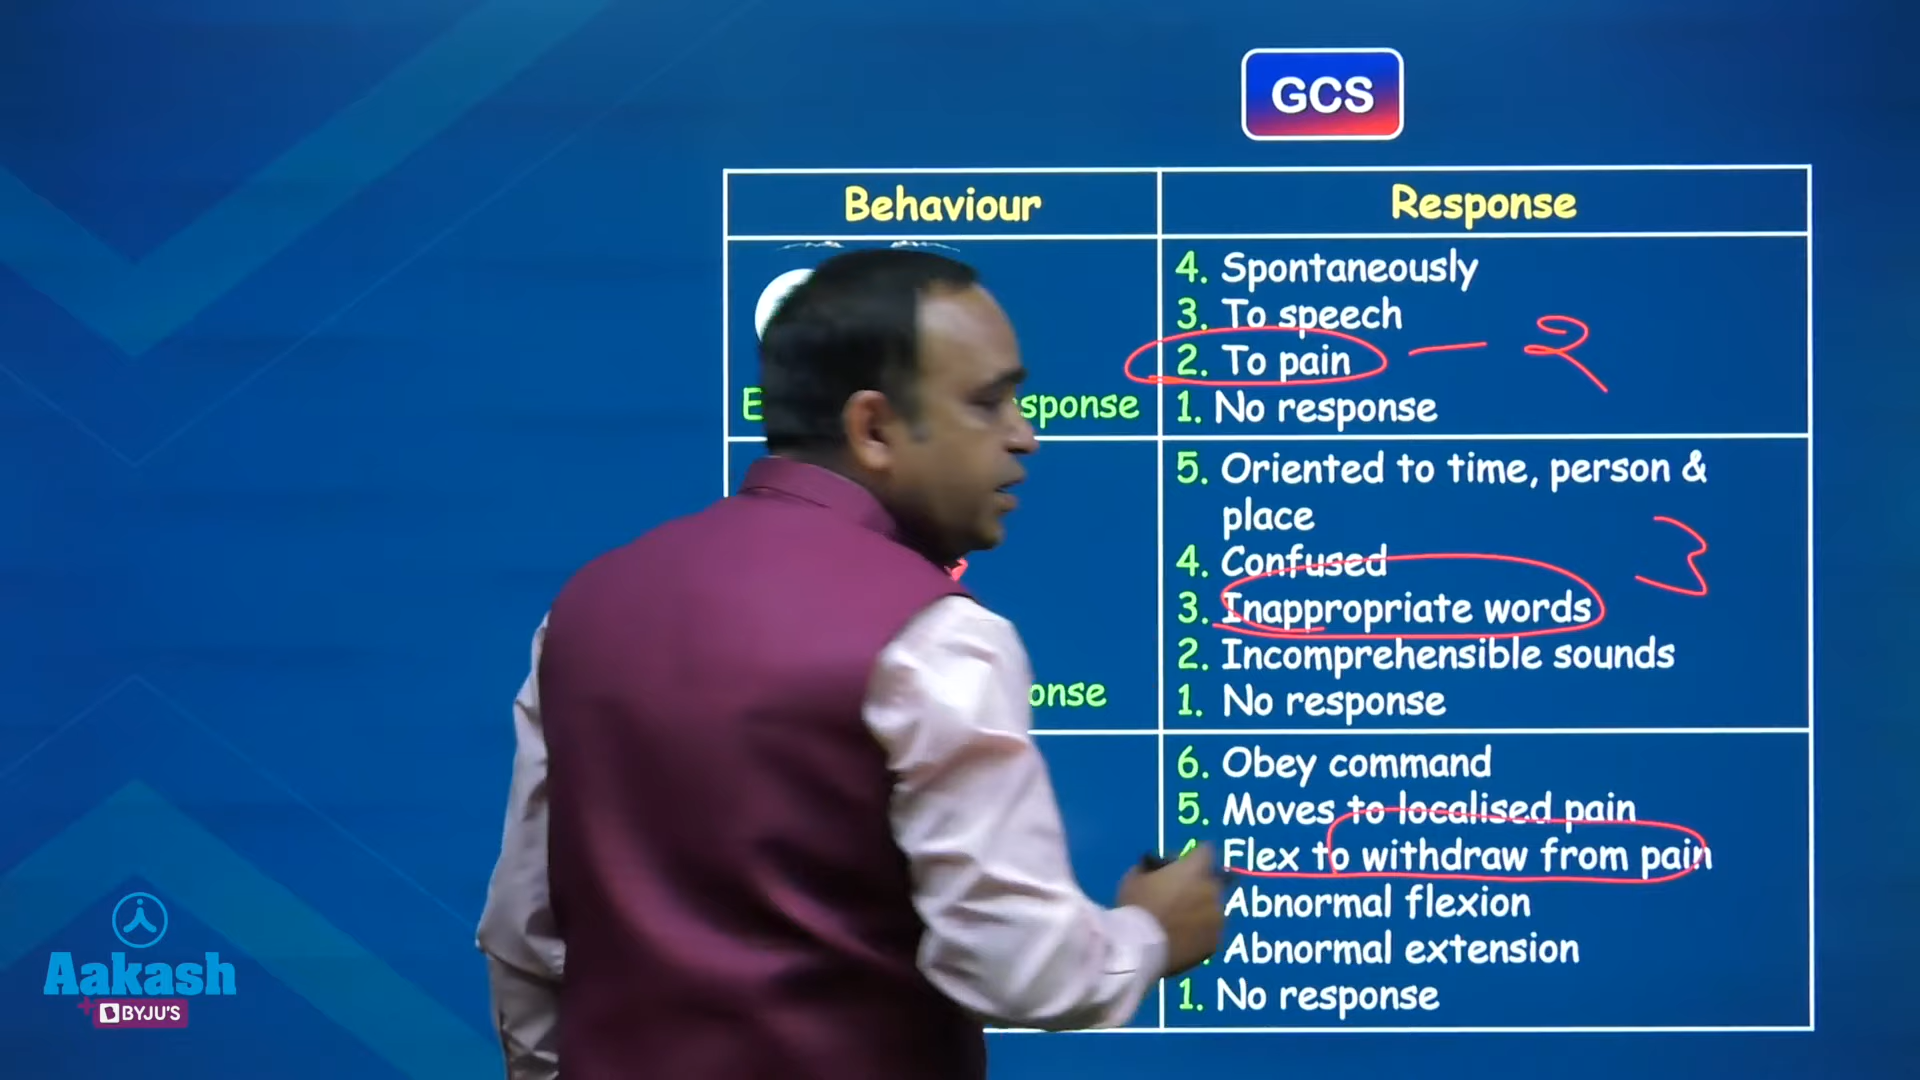 GCS
Behaviour
Response
4. Spontaneously
3. To speech
2. To pain
2
1. No response
5. Oriented to time, person &
place
3
4. Confused
3. Inappropriate words
2. Incomprehensible sounds
1. No response
6. Obey command
5. Moves to localised pain
Flex to withdraw from pain
Abnormal flexion
Abnormal extension
1. No response
Aakash
+ BYJU'S